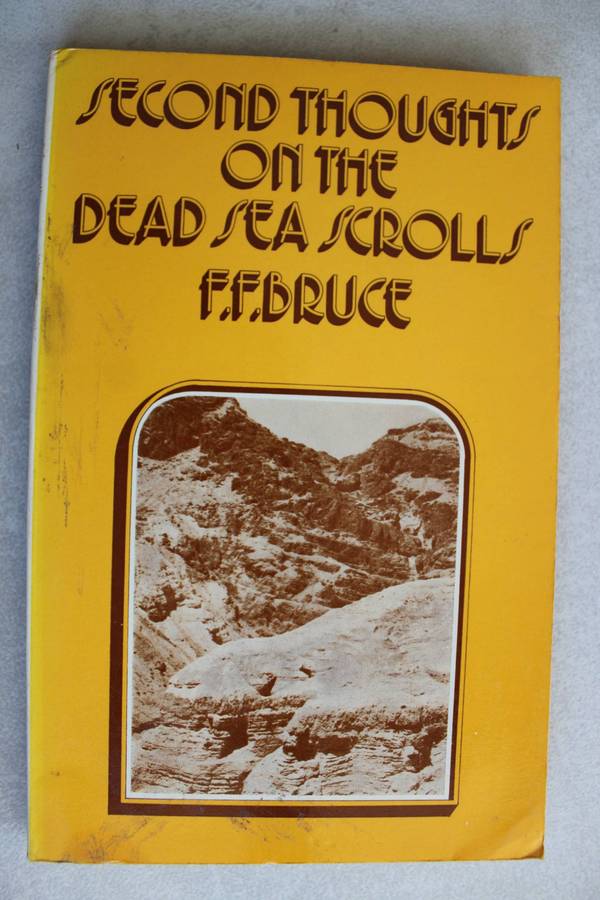 SECOND THOUGHTS
ON THE
DEAD SEA SCROLLS
F.F.BRUCE